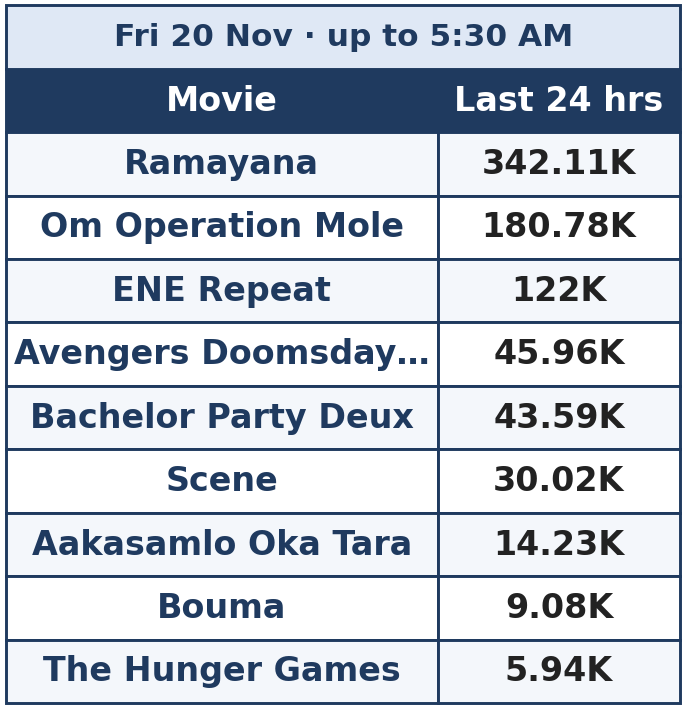 Fri 20 Nov · up to 5:30 AM
Movie Last 24 hrs
Ramayana 342.11K
Om Operation Mole 180.78K
ENE Repeat 122K
Avengers Doomsday… 45.96K
Bachelor Party Deux 43.59K
Scene 30.02K
Aakasamlo Oka Tara 14.23K
Bouma 9.08K
The Hunger Games 5.94K